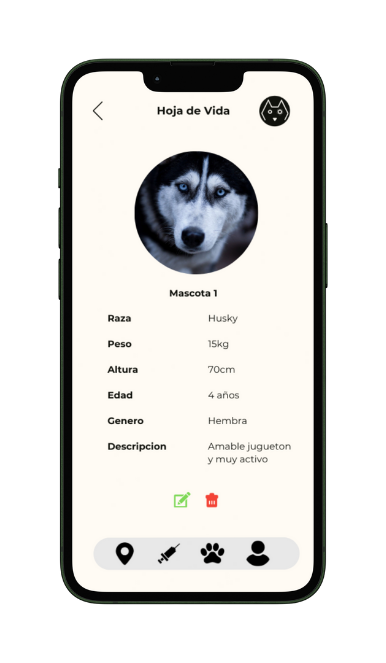 Hoja de Vida
Mascota 1
Raza Husky
Peso 15kg
Altura 70cm
Edad 4 años
Genero Hembra
Descripcion Amable jugueton
y muy activo